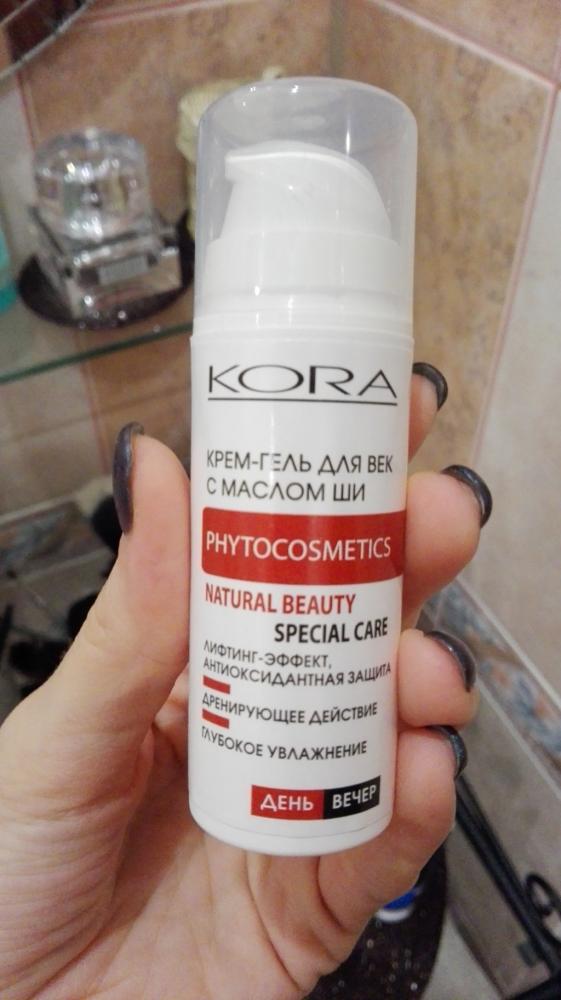 KORA
КРЕМ-ГЕЛЬ ДЛЯ ВЕК
С МАСЛОМ ШИ
PHYTOCOSMETICS
NATURAL BEAUTY
SPECIAL CARE
ЛИФТИНГ-ЭФФЕКТ,
АНТИОКСИДАНТНАЯ ЗАЩИТА
ДРЕНИРУЮЩЕЕ ДЕЙСТВИЕ
ГЛУБОКОЕ УВЛАЖНЕНИЕ
ДЕНЬ ВЕЧЕР